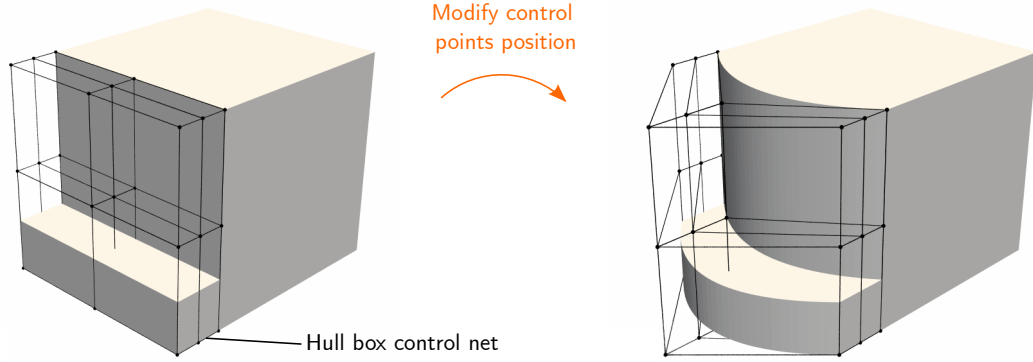 Modify control
points position
Hull box control net